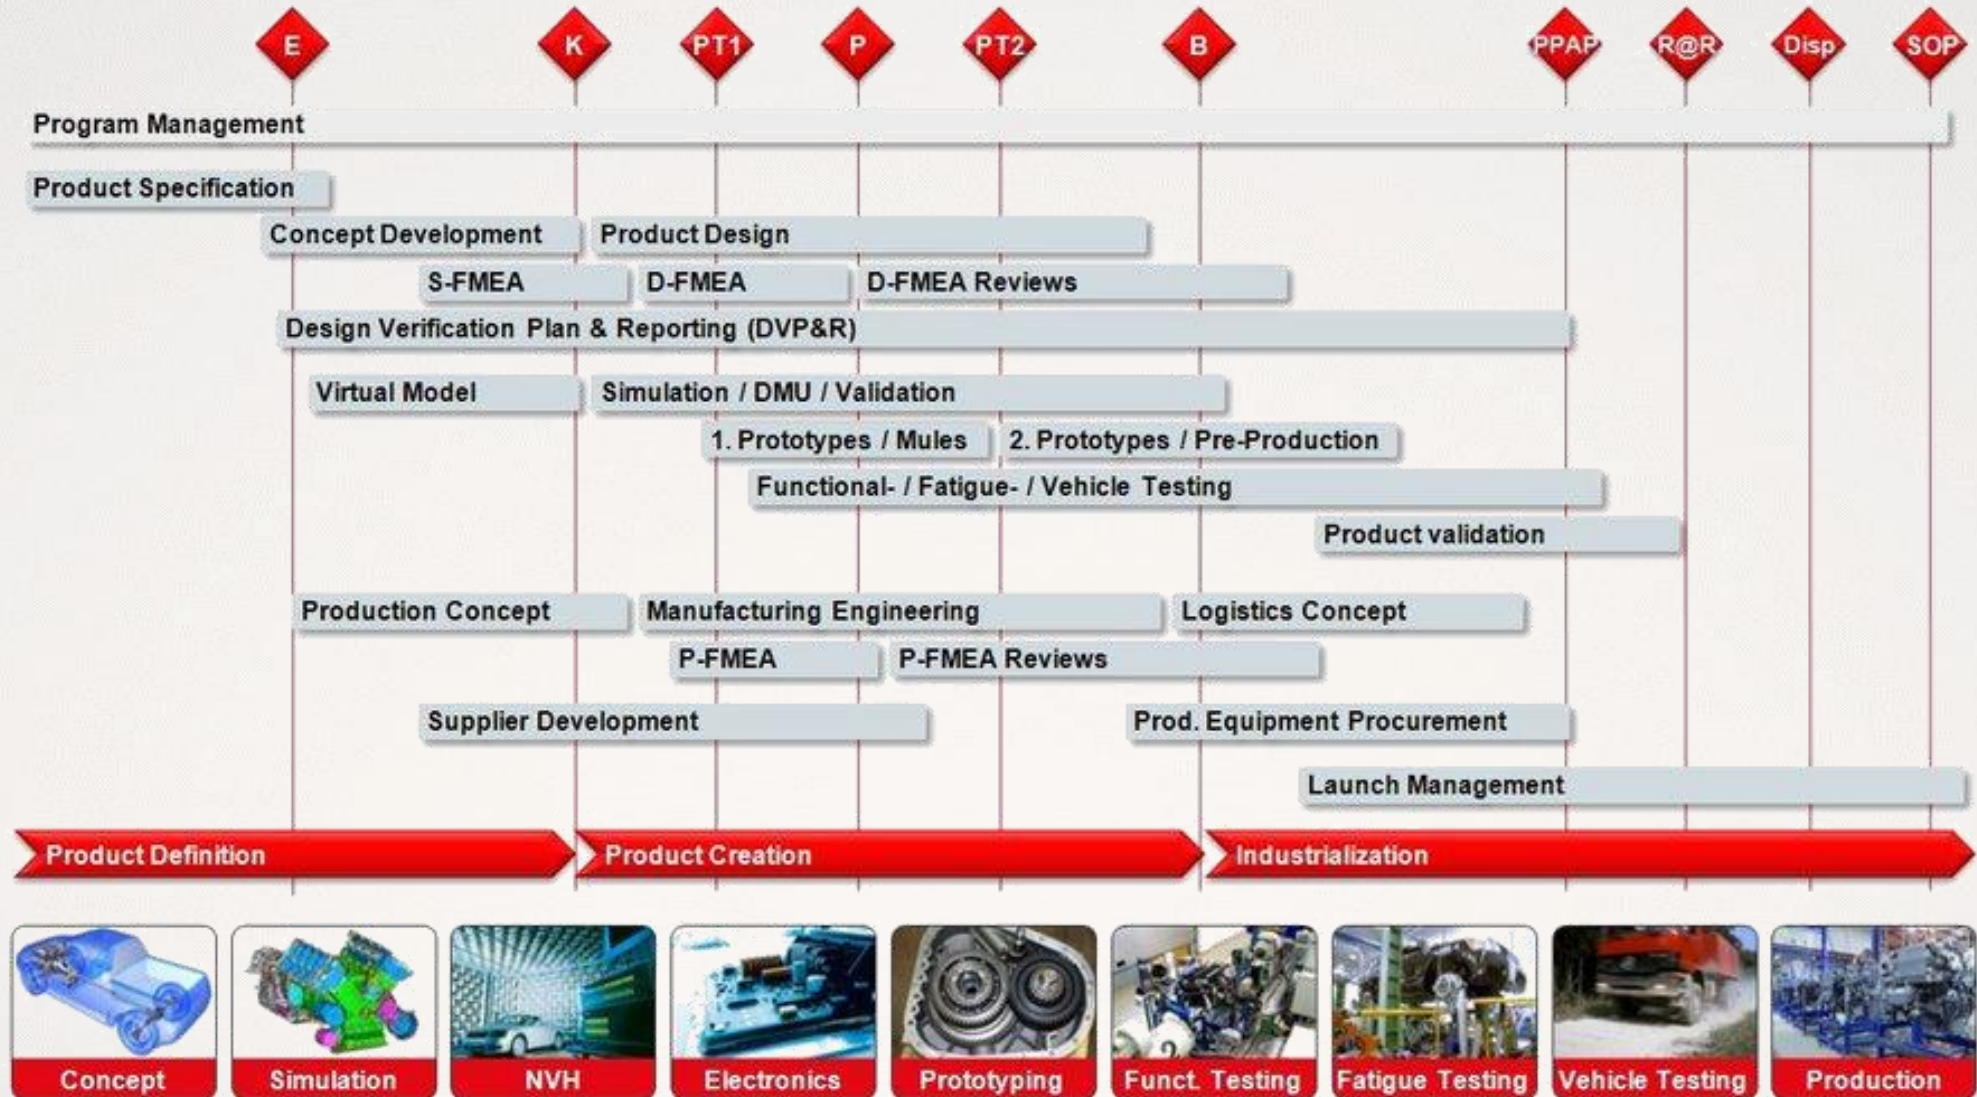 E K PT1 P PT2 B PPAP R@R Disp SOP
Program Management
Product Specification
Concept Development Product Design
S-FMEA D-FMEA D-FMEA Reviews
Design Verification Plan & Reporting (DVP&R)
Virtual Model Simulation / DMU / Validation
1. Prototypes / Mules 2. Prototypes / Pre-Production
Functional- / Fatigue- / Vehicle Testing
Product validation
Production Concept Manufacturing Engineering Logistics Concept
P-FMEA P-FMEA Reviews
Supplier Development Prod. Equipment Procurement
Launch Management
Product Definition Product Creation Industrialization
Concept Simulation NVH Electronics Prototyping Funct. Testing Fatigue Testing Vehicle Testing Production